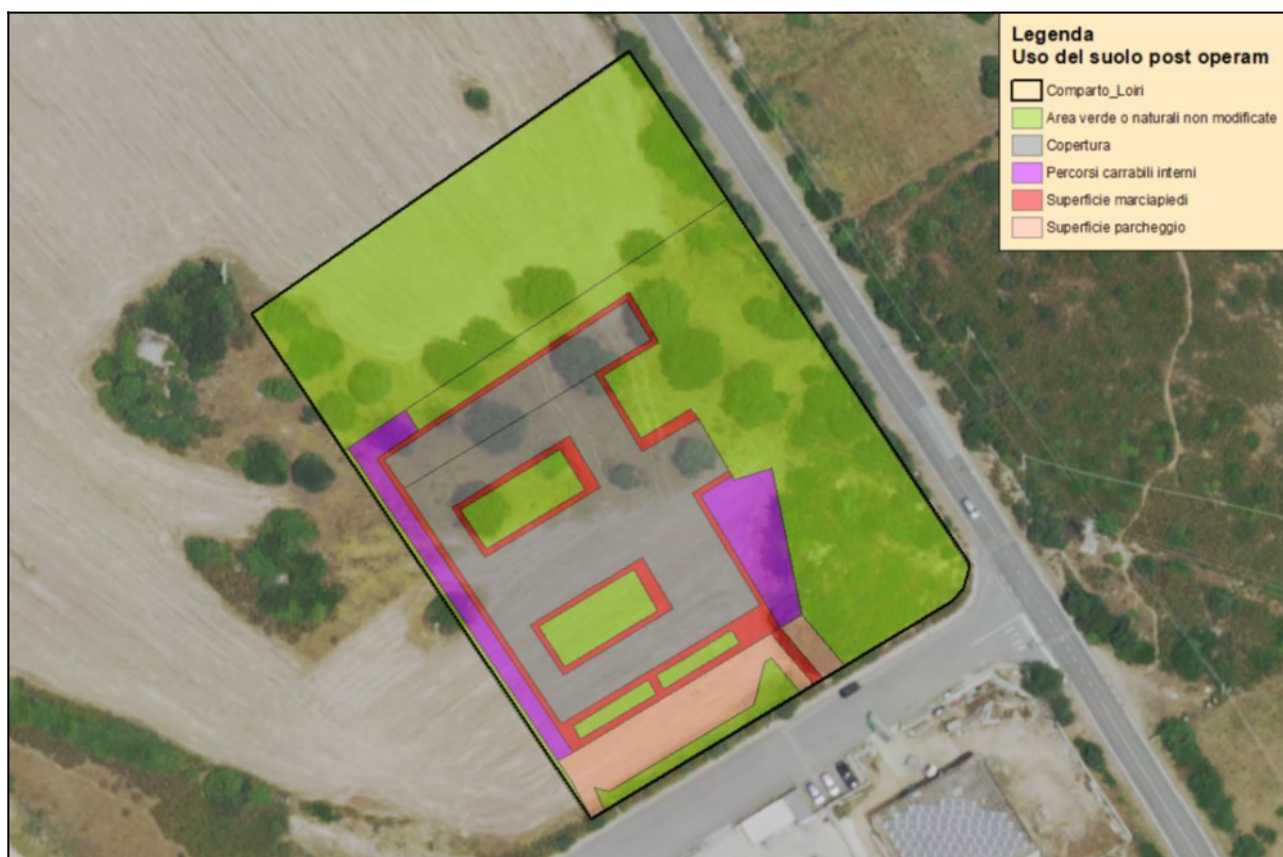 Legenda
Uso del suolo post operam
Comparto_Loiri
Area verde o naturali non modificate
Copertura
Percorsi carrabili interni
Superficie marciapiedi
Superficie parcheggio